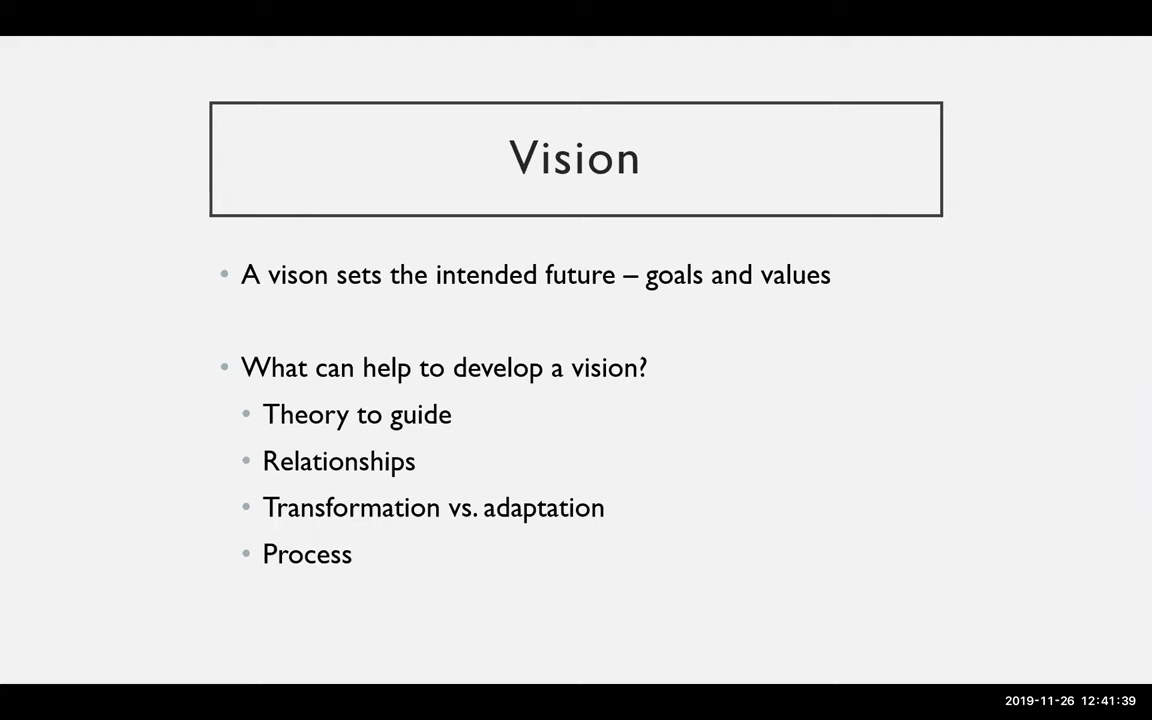 Vision
• A vison sets the intended future – goals and values
• What can help to develop a vision?
• Theory to guide
• Relationships
• Transformation vs. adaptation
• Process
2019-11-26 12:41:39